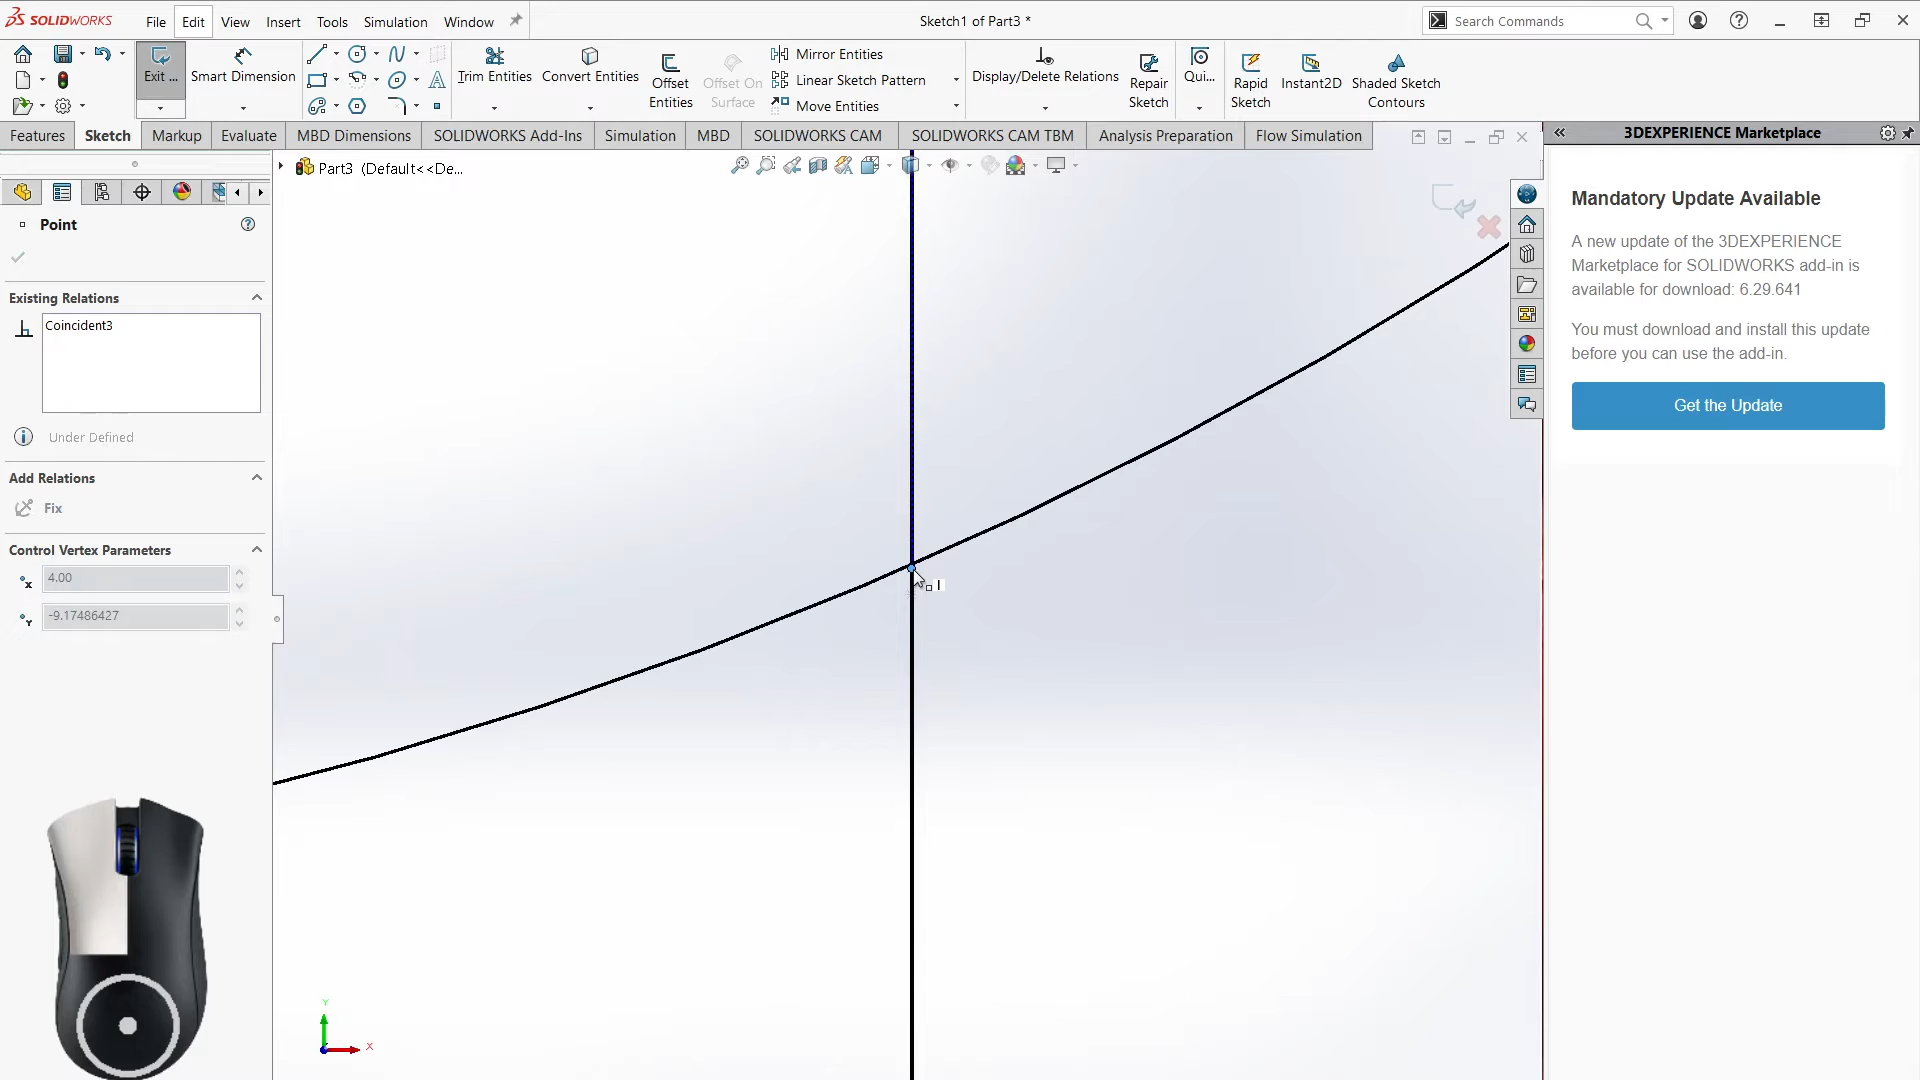 SOLIDWORKS
File
Edit
View
Insert
Tools
Simulation
Window
Sketch1 of Part3 *
Search Commands
Exit ...
Smart Dimension
Trim Entities
Convert Entities
Offset
Entities
Offset On
Surface
Mirror Entities
Linear Sketch Pattern
Move Entities
Display/Delete Relations
Repair
Sketch
Qui...
Rapid
Sketch
Instant2D
Shaded Sketch
Contours
Features
Sketch
Markup
Evaluate
MBD Dimensions
SOLIDWORKS Add-Ins
Simulation
MBD
SOLIDWORKS CAM
SOLIDWORKS CAM TBM
Analysis Preparation
Flow Simulation
3DEXPERIENCE Marketplace
Part3 (Default<<De...
Point
Existing Relations
Coincident3
Under Defined
Add Relations
Fix
Control Vertex Parameters
X
4.00
Y
-9.17486427
Mandatory Update Available
A new update of the 3DEXPERIENCE
Marketplace for SOLIDWORKS add-in is
available for download: 6.29.641
You must download and install this update
before you can use the add-in.
Get the Update
Y
X